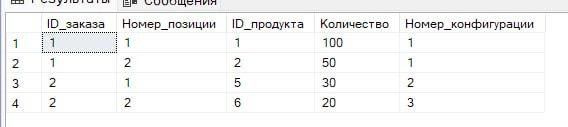 Результаты Сообщения
ID_заказа Номер_позиции ID_продукта Количество Номер_конфигурации
1 1 1 1 100 1
2 1 2 2 50 1
3 2 1 5 30 2
4 2 2 6 20 3